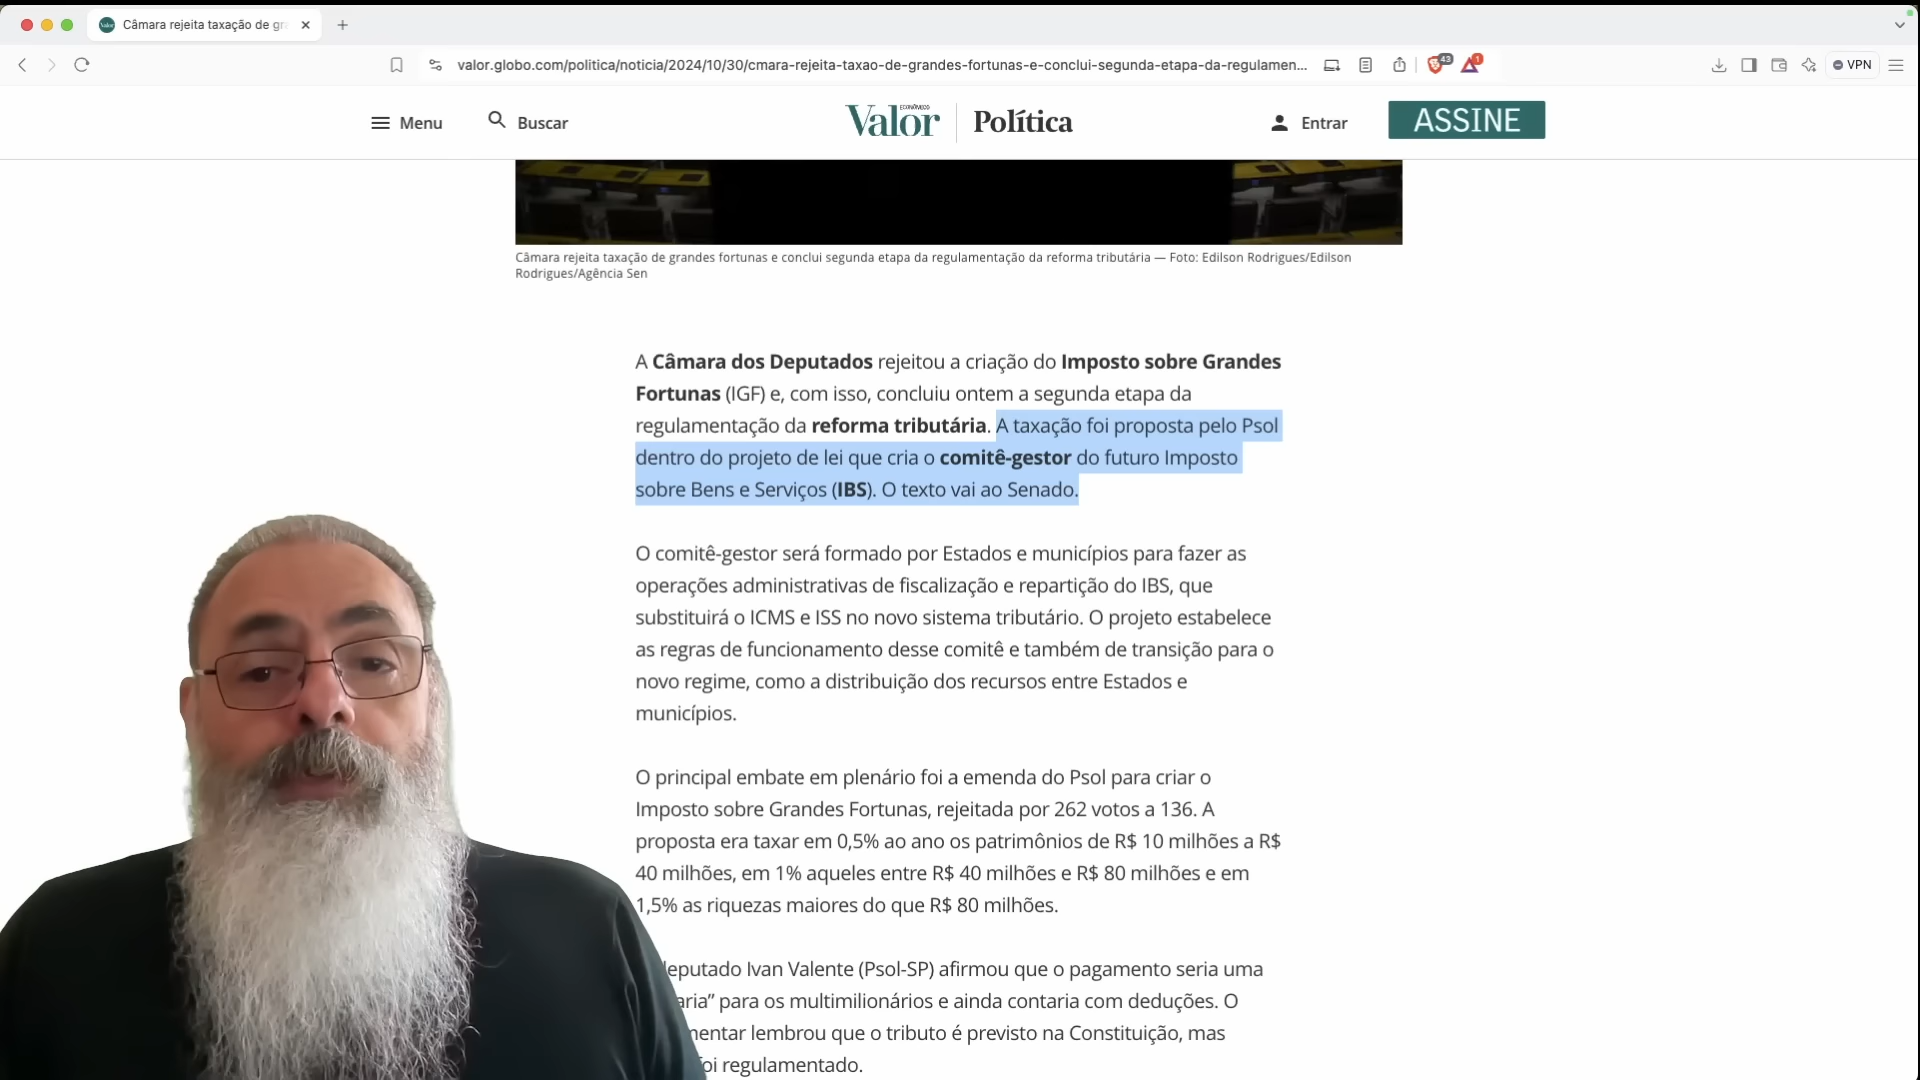 Câmara rejeita taxação de gr
valor.globo.com/politica/noticia/2024/10/30/cmara-rejeita-taxao-de-grandes-fortunas-e-conclui-segunda-etapa-da-regulamen...
43
1
VPN
Menu
Buscar
Valor
ECONÔMICO
Política
Entrar
ASSINE
Câmara rejeita taxação de grandes fortunas e conclui segunda etapa da regulamentação da reforma tributária — Foto: Edilson Rodrigues/Edilson
Rodrigues/Agência Sen
A Câmara dos Deputados rejeitou a criação do Imposto sobre Grandes
Fortunas (IGF) e, com isso, concluiu ontem a segunda etapa da
regulamentação da reforma tributária. A taxação foi proposta pelo Psol
dentro do projeto de lei que cria o comitê-gestor do futuro Imposto
sobre Bens e Serviços (IBS). O texto vai ao Senado.
O comitê-gestor será formado por Estados e municípios para fazer as
operações administrativas de fiscalização e repartição do IBS, que
substituirá o ICMS e ISS no novo sistema tributário. O projeto estabelece
as regras de funcionamento desse comitê e também de transição para o
novo regime, como a distribuição dos recursos entre Estados e
municípios.
O principal embate em plenário foi a emenda do Psol para criar o
Imposto sobre Grandes Fortunas, rejeitada por 262 votos a 136. A
proposta era taxar em 0,5% ao ano os patrimônios de R$ 10 milhões a R$
40 milhões, em 1% aqueles entre R$ 40 milhões e R$ 80 milhões e em
1,5% as riquezas maiores do que R$ 80 milhões.
eputado Ivan Valente (Psol-SP) afirmou que o pagamento seria uma
aria” para os multimilionários e ainda contaria com deduções. O
mentar lembrou que o tributo é previsto na Constituição, mas
oi regulamentado.